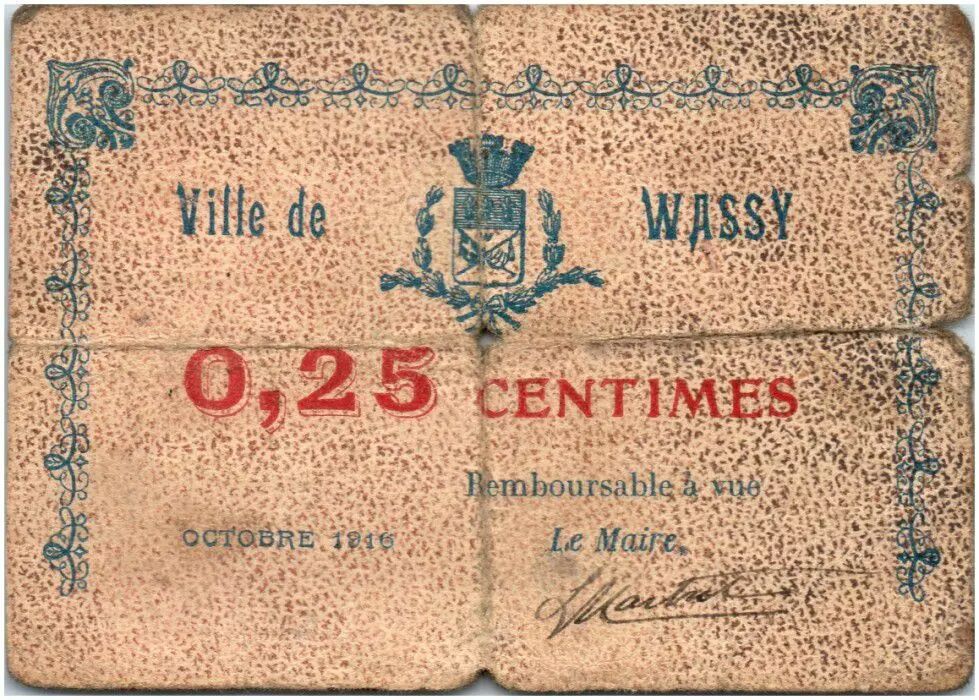 Ville de WASSY
0,25 CENTIMES
Remboursable à vue
OCTOBRE 1916 Le Maire,